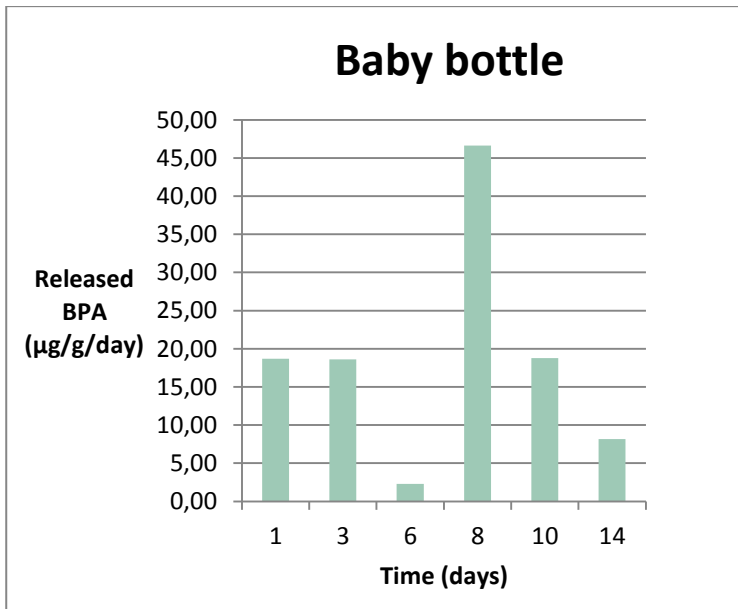 Baby bottle
50,00
45,00
40,00
35,00
30,00
25,00
20,00
15,00
10,00
5,00
0,00
Released
BPA
(µg/g/day)
1 3 6 8 10 14
Time (days)